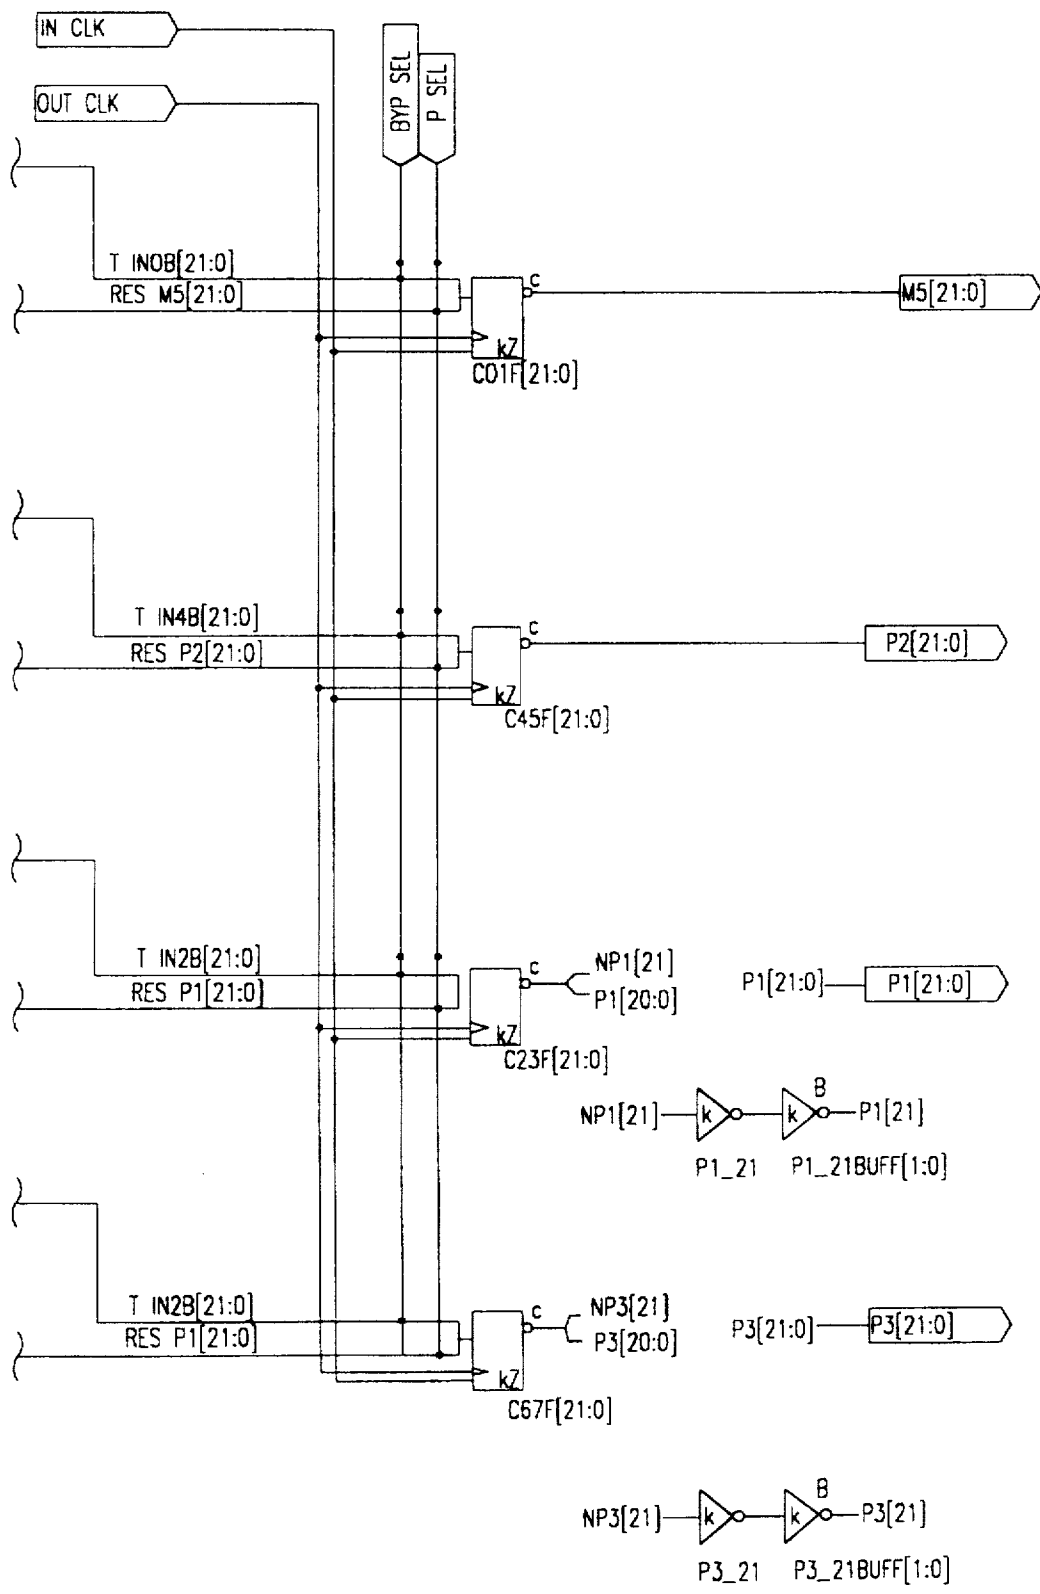 IN CLK
OUT CLK
BYP SEL
P SEL
T IN0B[21:0]
RES M5[21:0]
C
kZ
C01F[21:0]
M5[21:0]
T IN4B[21:0]
RES P2[21:0]
C
kZ
C45F[21:0]
P2[21:0]
T IN2B[21:0]
RES P1[21:0]
C
kZ
C23F[21:0]
NP1[21]
P1[20:0]
P1[21:0]
P1[21:0]
NP1[21]
k
k
B
P1[21]
P1_21
P1_21BUFF[1:0]
T IN2B[21:0]
RES P1[21:0]
C
kZ
C67F[21:0]
NP3[21]
P3[20:0]
P3[21:0]
P3[21:0]
NP3[21]
k
k
B
P3[21]
P3_21
P3_21BUFF[1:0]